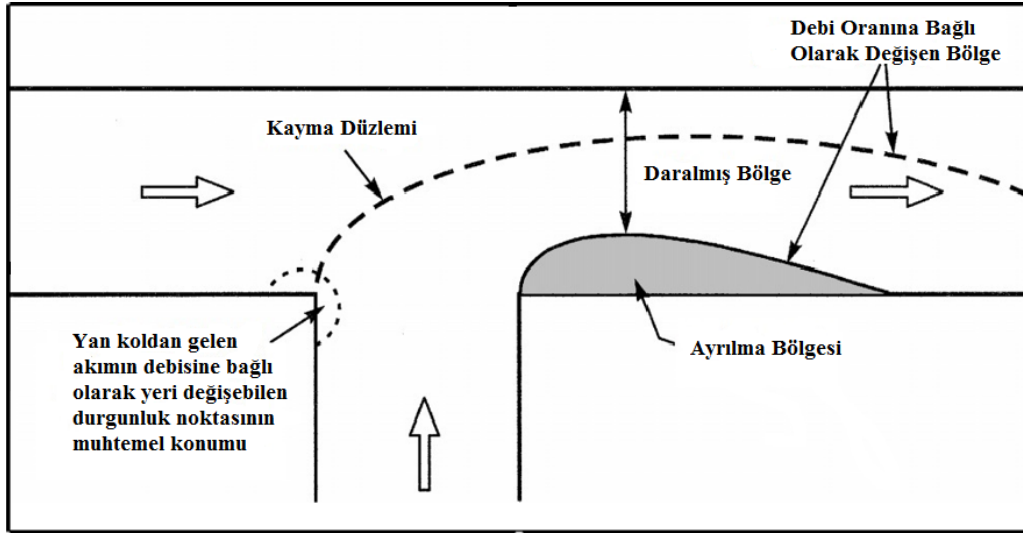 Debi Oranına Bağlı
Olarak Değişen Bölge
Kayma Düzlemi
Daralmış Bölge
Yan koldan gelen
akımın debisine bağlı
olarak yeri değişebilen
durgunluk noktasının
muhtemel konumu
Ayrılma Bölgesi